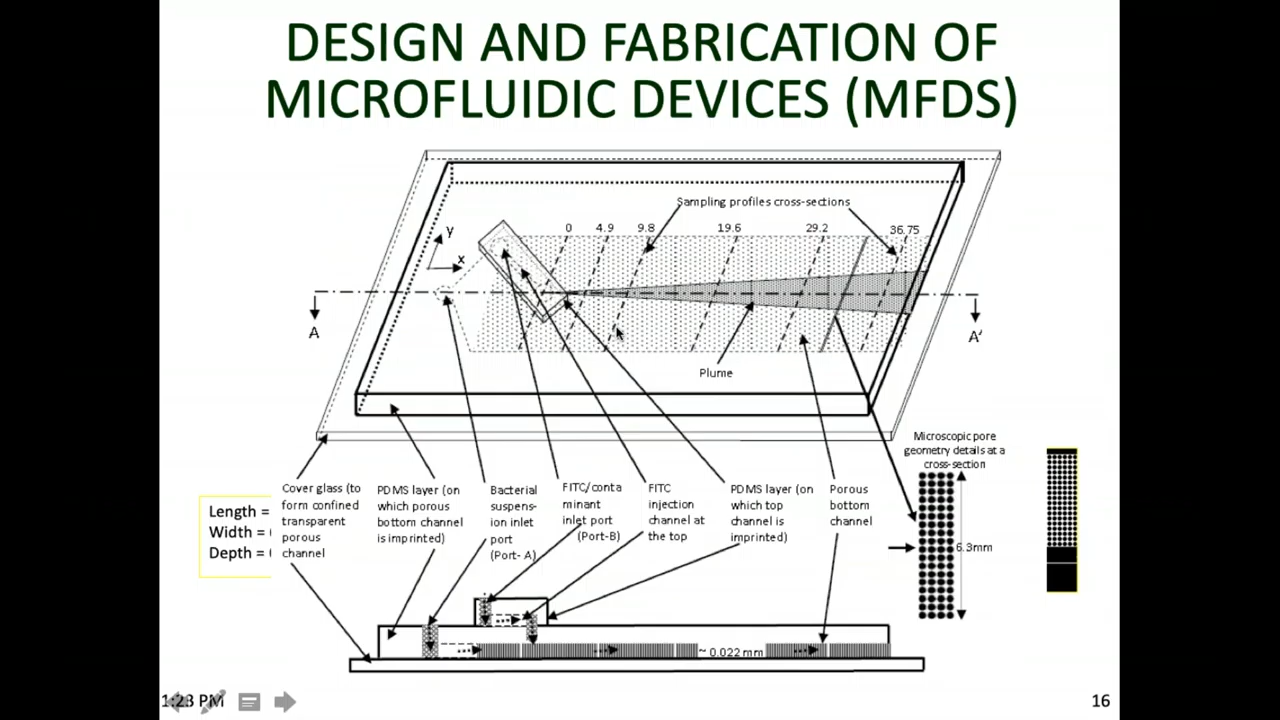 DESIGN AND FABRICATION OF
MICROFLUIDIC DEVICES (MFDS)
Sampling profiles cross-sections
0 4.9 9.8 19.6 29.2 36.75
y
x
A
A'
Plume
Microscopic pore
geometry details at a
cross-section
6.3mm
Length =
Width =
Depth =
Cover glass (to
form confined
transparent
porous
channel
PDMS layer (on
which porous
bottom channel
is imprinted)
Bacterial
suspens-
ion inlet
port
(Port- A)
FITC/conta
minant
inlet port
(Port-B)
FITC
injection
channel at
the top
PDMS layer (on
which top
channel is
imprinted)
Porous
bottom
channel
~ 0.022 mm
1:23 PM
16